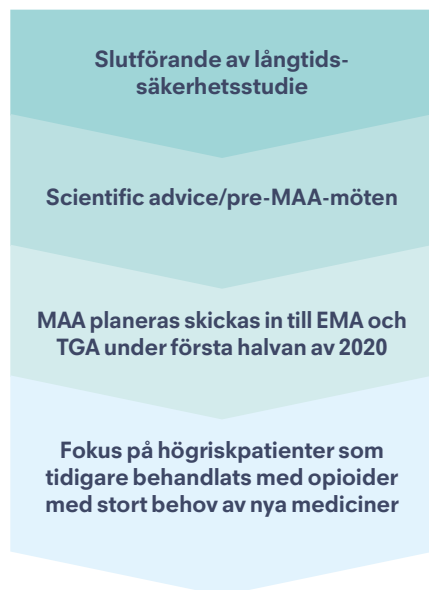 Slutförande av långtids-
säkerhetsstudie
Scientific advice/pre-MAA-möten
MAA planeras skickas in till EMA och
TGA under första halvan av 2020
Fokus på högriskpatienter som
tidigare behandlats med opioider
med stort behov av nya mediciner